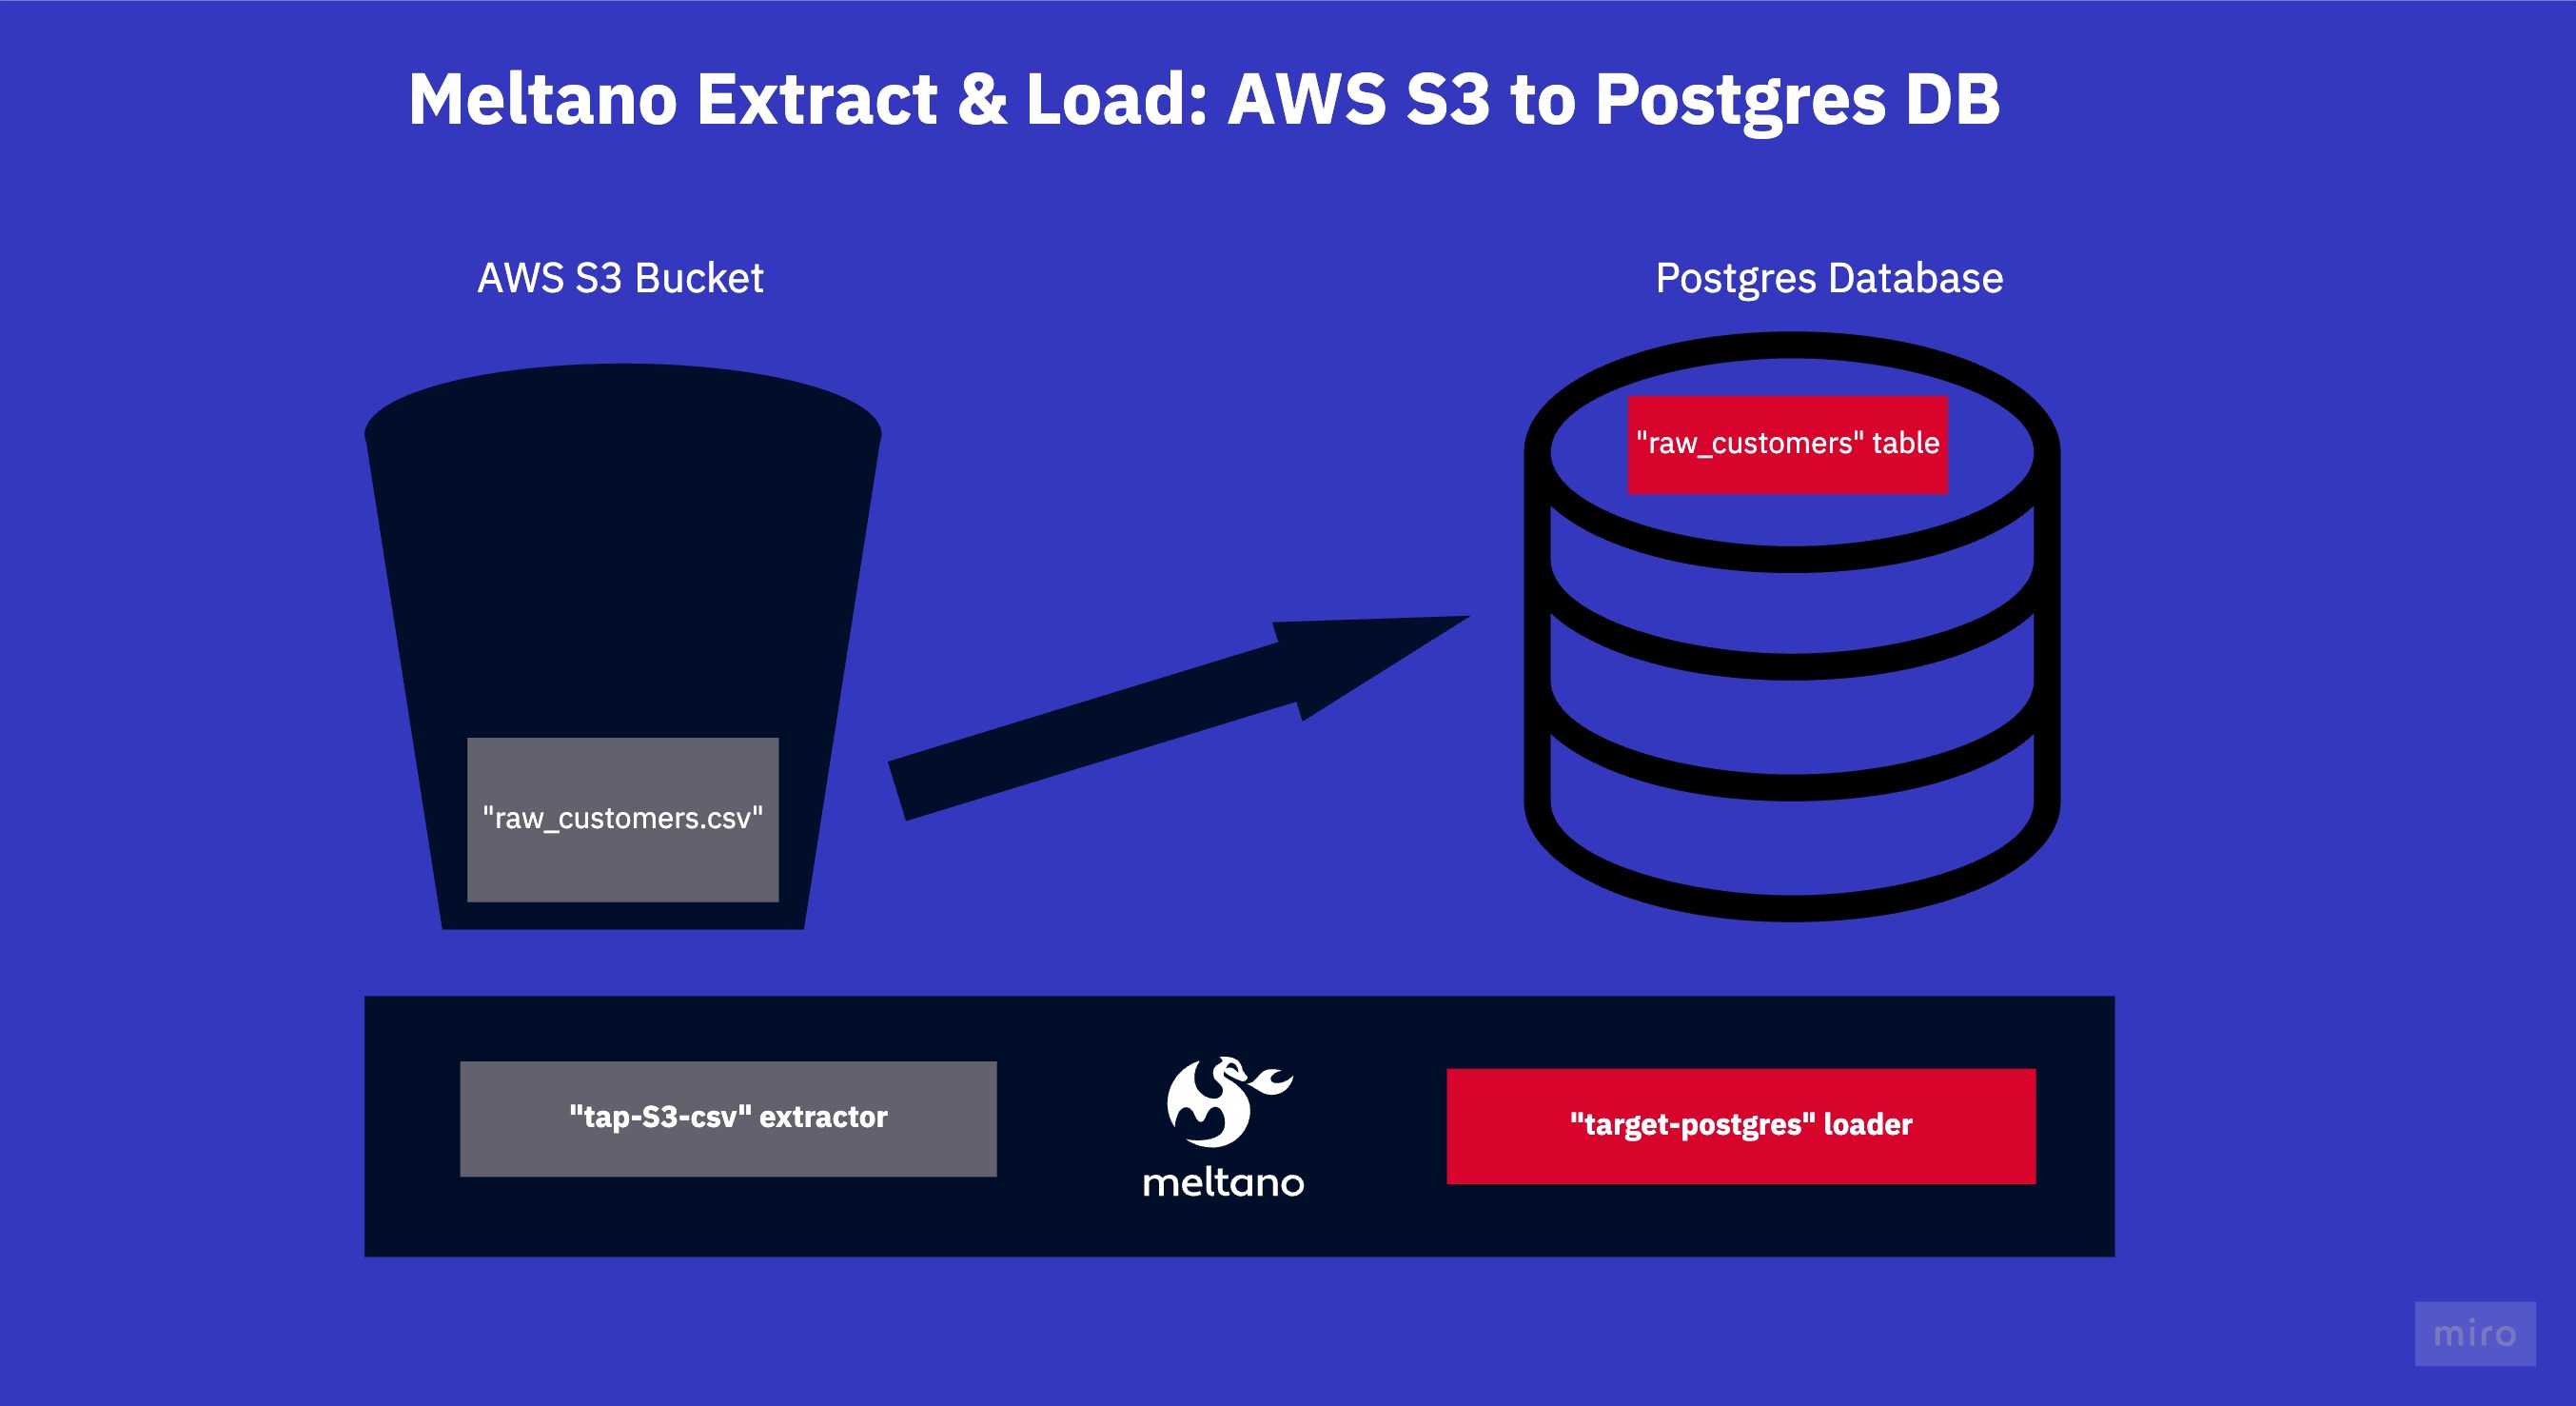 Meltano Extract & Load: AWS S3 to Postgres DB
AWS S3 Bucket
Postgres Database
"raw_customers" table
"raw_customers.csv"
"tap-S3-csv" extractor
meltano
"target-postgres" loader
miro